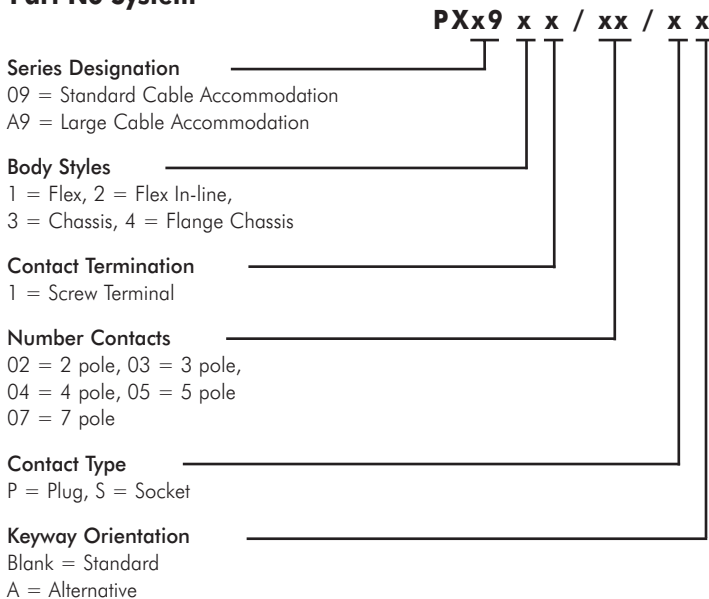 Part No System
PXx9 x x / xx / x x
Series Designation
09 = Standard Cable Accommodation
A9 = Large Cable Accommodation
Body Styles
1 = Flex, 2 = Flex In-line,
3 = Chassis, 4 = Flange Chassis
Contact Termination
1 = Screw Terminal
Number Contacts
02 = 2 pole, 03 = 3 pole,
04 = 4 pole, 05 = 5 pole
07 = 7 pole
Contact Type
P = Plug, S = Socket
Keyway Orientation
Blank = Standard
A = Alternative